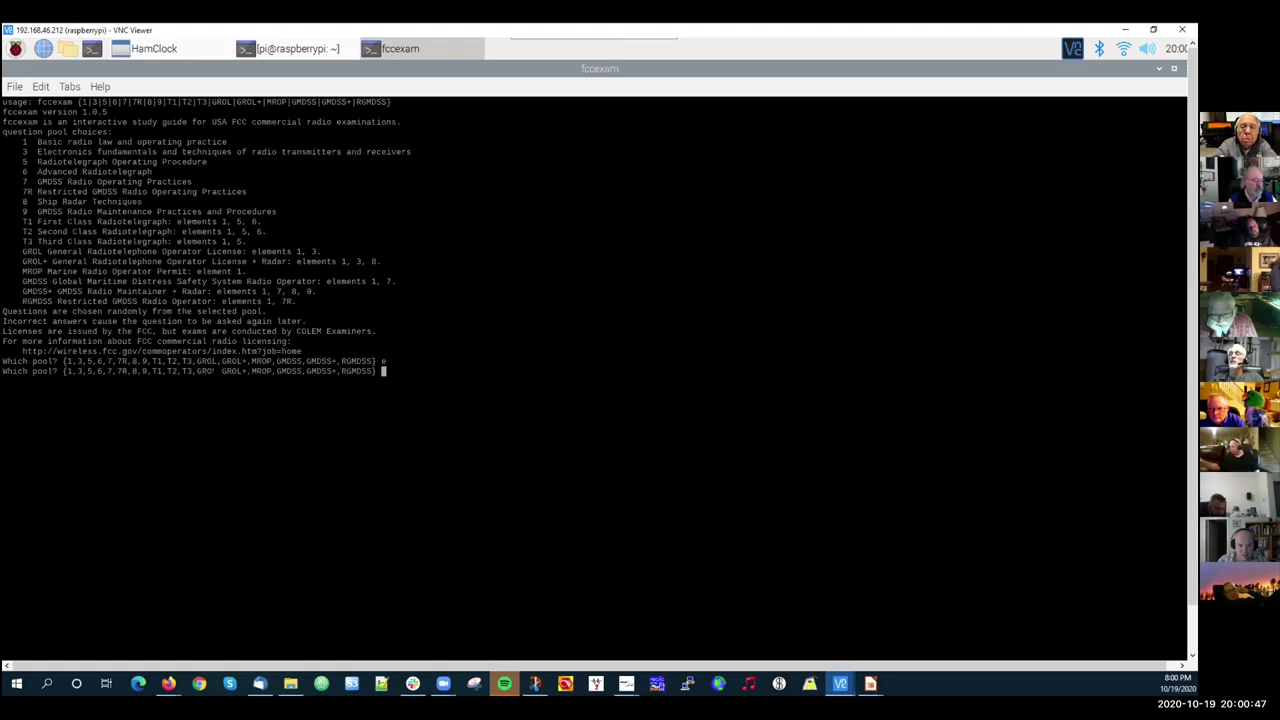 192.168.46.212 (raspberrypi) - VNC Viewer
HamClock
[pi@raspberrypi: ~]
fccexam
20:00
fccexam
File Edit Tabs Help
usage: fccexam {1|3|5|6|7|7R|8|9|T1|T2|T3|GROL|GROL+|MROP|GMDSS|GMDSS+|RGMDSS}
fccexam version 1.0.5
fccexam is an interactive study guide for USA FCC commercial radio examinations.
question pool choices:
1 Basic radio law and operating practice
3 Electronics fundamentals and techniques of radio transmitters and receivers
5 Radiotelegraph Operating Procedure
6 Advanced Radiotelegraph
7 GMDSS Radio Operating Practices
7R Restricted GMDSS Radio Operating Practices
8 Ship Radar Techniques
9 GMDSS Radio Maintenance Practices and Procedures
T1 First Class Radiotelegraph: elements 1, 5, 6.
T2 Second Class Radiotelegraph: elements 1, 5, 6.
T3 Third Class Radiotelegraph: elements 1, 5.
GROL General Radiotelephone Operator License: elements 1, 3.
GROL+ General Radiotelephone Operator License + Radar: elements 1, 3, 8.
MROP Marine Radio Operator Permit: element 1.
GMDSS Global Maritime Distress Safety System Radio Operator: elements 1, 7.
GMDSS+ GMDSS Radio Maintainer + Radar: elements 1, 7, 8, 9.
RGMDSS Restricted GMDSS Radio Operator: elements 1, 7R.
Questions are chosen randomly from the selected pool.
Incorrect answers cause the question to be asked again later.
Licenses are issued by the FCC, but exams are conducted by COLEM Examiners.
For more information about FCC commercial radio licensing:
http://wireless.fcc.gov/commoperators/index.htm?job=home
Which pool? {1,3,5,6,7,7R,8,9,T1,T2,T3,GROL,GROL+,MROP,GMDSS,GMDSS+,RGMDSS} e
Which pool? {1,3,5,6,7,7R,8,9,T1,T2,T3,GRO GROL+,MROP,GMDSS,GMDSS+,RGMDSS}
8:00 PM
10/19/2020
2020-10-19 20:00:47